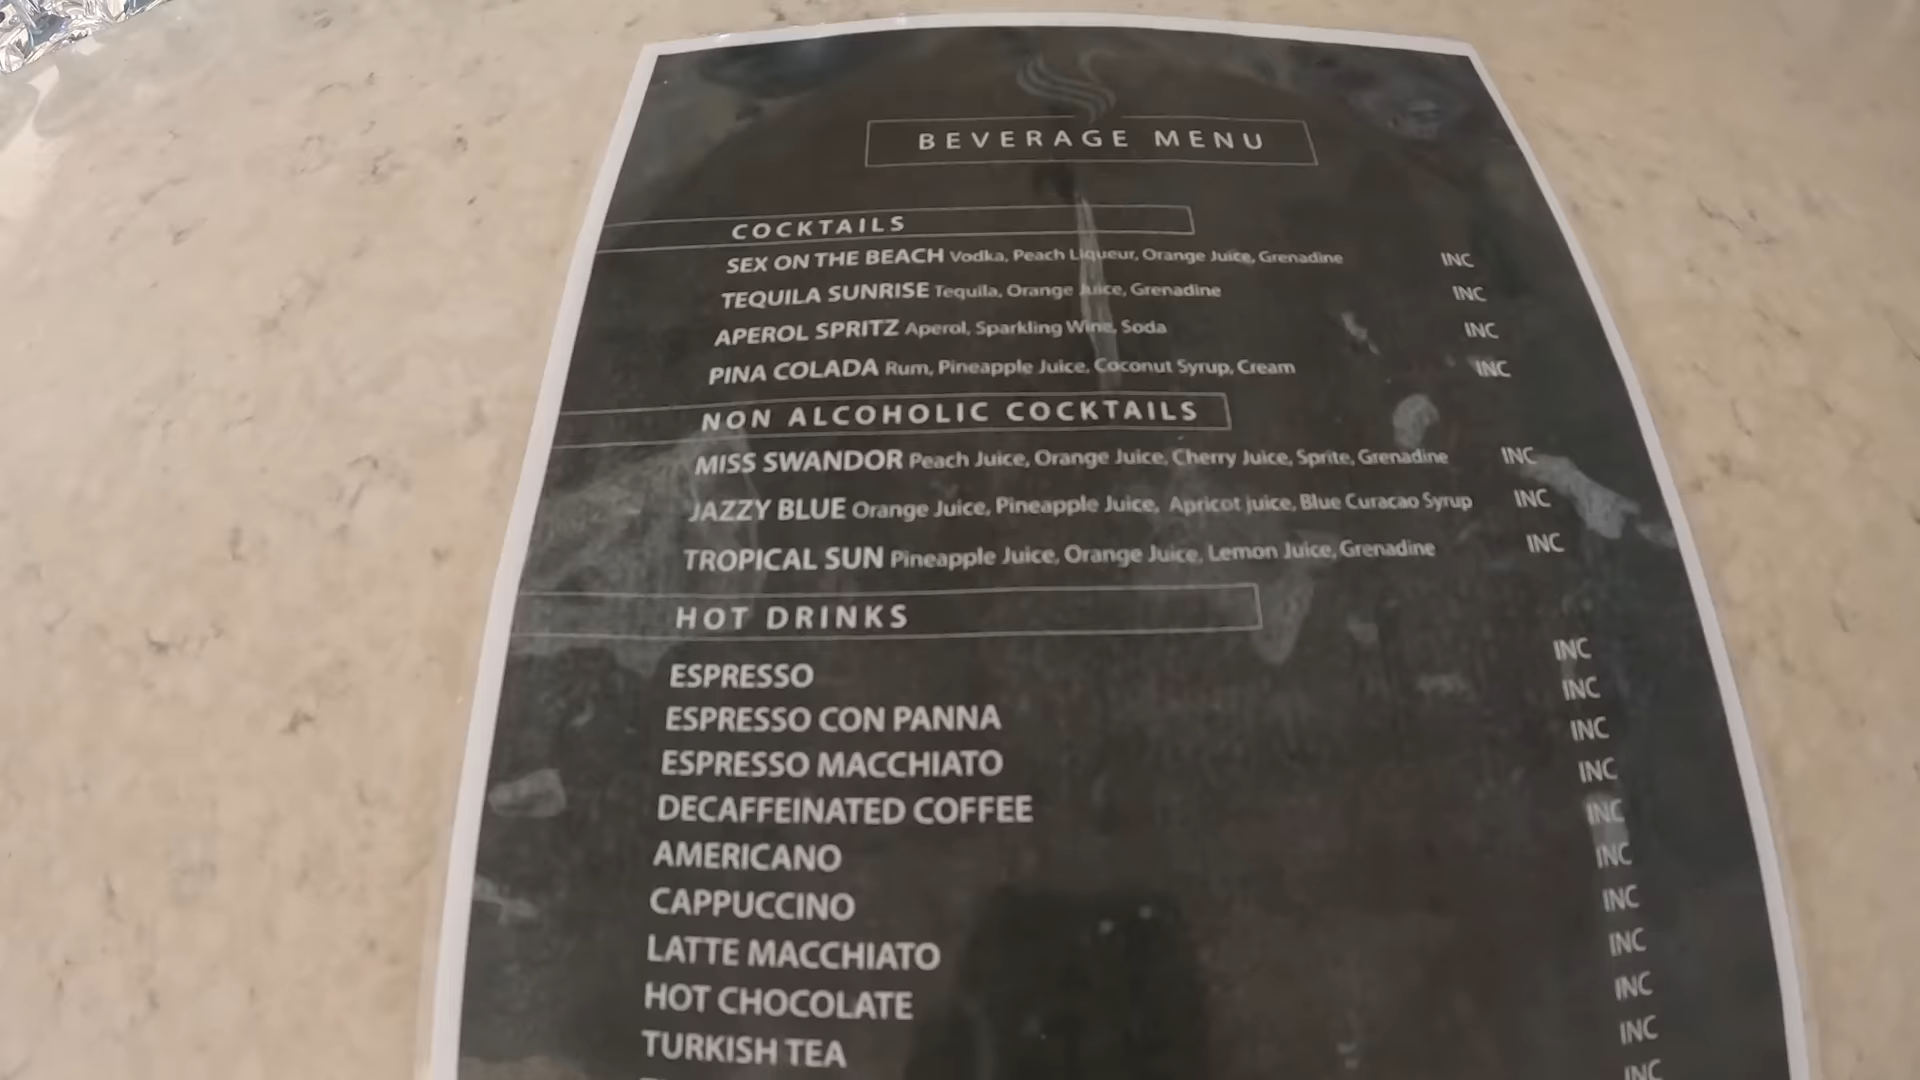 BEVERAGE MENU
COCKTAILS
SEX ON THE BEACH Vodka, Peach Liqueur, Orange Juice, Grenadine INC
TEQUILA SUNRISE Tequila, Orange Juice, Grenadine INC
APEROL SPRITZ Aperol, Sparkling Wine, Soda INC
PINA COLADA Rum, Pineapple Juice, Coconut Syrup, Cream INC
NON ALCOHOLIC COCKTAILS
MISS SWANDOR Peach Juice, Orange Juice, Cherry Juice, Sprite, Grenadine INC
JAZZY BLUE Orange Juice, Pineapple Juice, Apricot juice, Blue Curacao Syrup INC
TROPICAL SUN Pineapple Juice, Orange Juice, Lemon Juice, Grenadine INC
HOT DRINKS
ESPRESSO INC
ESPRESSO CON PANNA INC
ESPRESSO MACCHIATO INC
DECAFFEINATED COFFEE INC
AMERICANO INC
CAPPUCCINO INC
LATTE MACCHIATO INC
HOT CHOCOLATE INC
TURKISH TEA INC
INC
INC